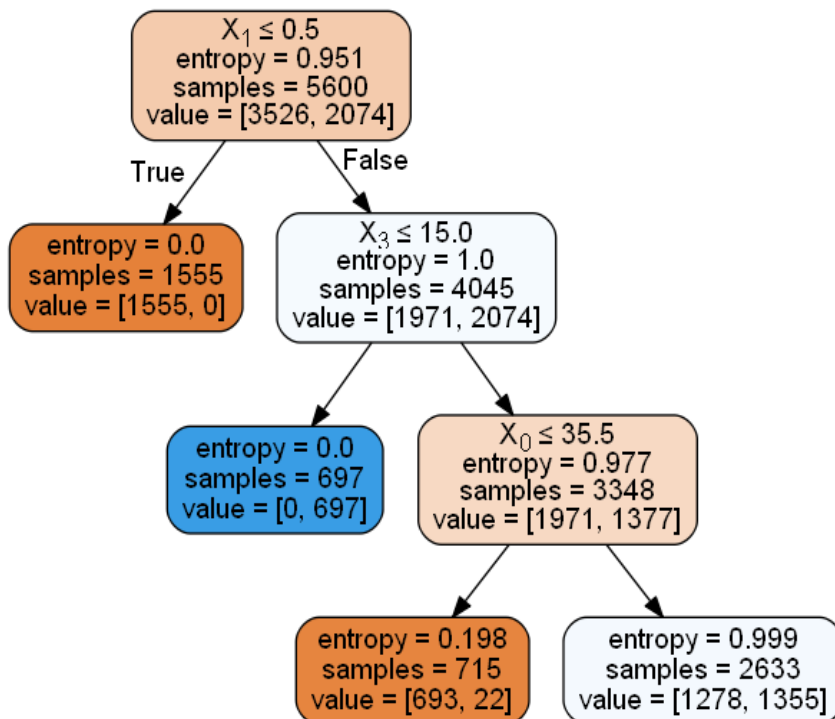 X₁ ≤ 0.5
entropy = 0.951
samples = 5600
value = [3526, 2074]
True
False
entropy = 0.0
samples = 1555
value = [1555, 0]
X₃ ≤ 15.0
entropy = 1.0
samples = 4045
value = [1971, 2074]
entropy = 0.0
samples = 697
value = [0, 697]
X₀ ≤ 35.5
entropy = 0.977
samples = 3348
value = [1971, 1377]
entropy = 0.198
samples = 715
value = [693, 22]
entropy = 0.999
samples = 2633
value = [1278, 1355]